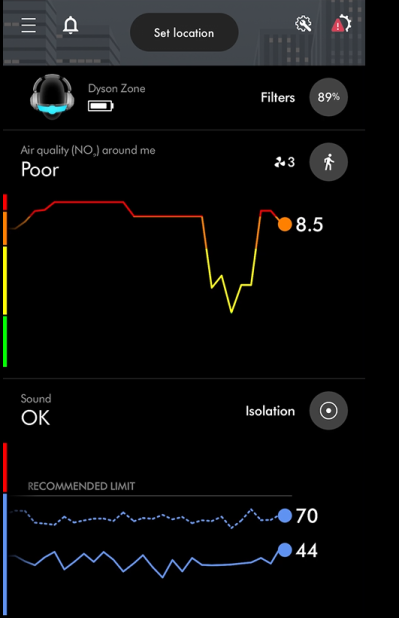 Set location
Dyson Zone
Filters
89%
Air quality (NOx) around me
Poor
3
8.5
Sound
OK
Isolation
RECOMMENDED LIMIT
70
44